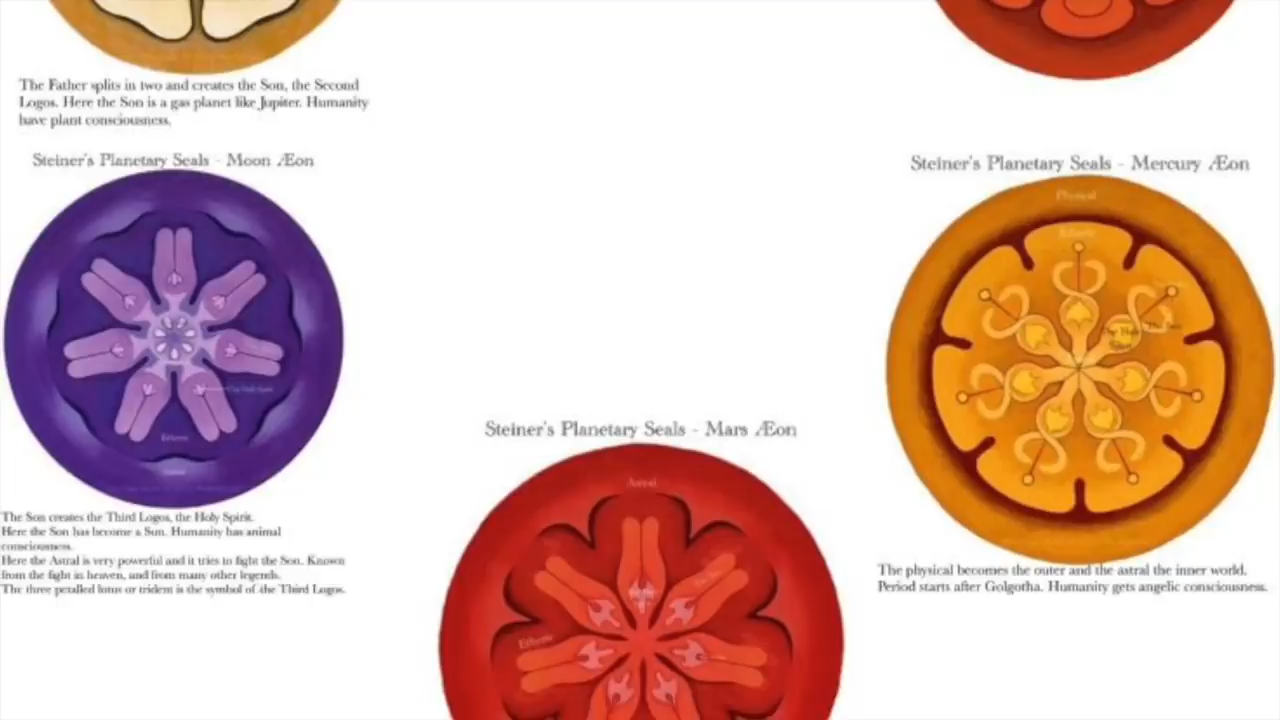 The Father splits in two and creates the Son, the Second
Logos. Here the Son is a gas planet like Jupiter. Humanity
have plant consciousness.
Steiner's Planetary Seals - Moon Æon
Etheric
The Son creates the Third Logos, the Holy Spirit.
Here the Son has become a Sun. Humanity has animal
consciousness.
Here the Astral is very powerful and it tries to fight the Son. Known
from the fight in heaven, and from many other legends.
The three petalled lotus or trident is the symbol of the Third Logos.
Steiner's Planetary Seals - Mars Æon
Astral
Etheric
Steiner's Planetary Seals - Mercury Æon
Physical
Etheric
The physical becomes the outer and the astral the inner world.
Period starts after Golgotha. Humanity gets angelic consciousness.